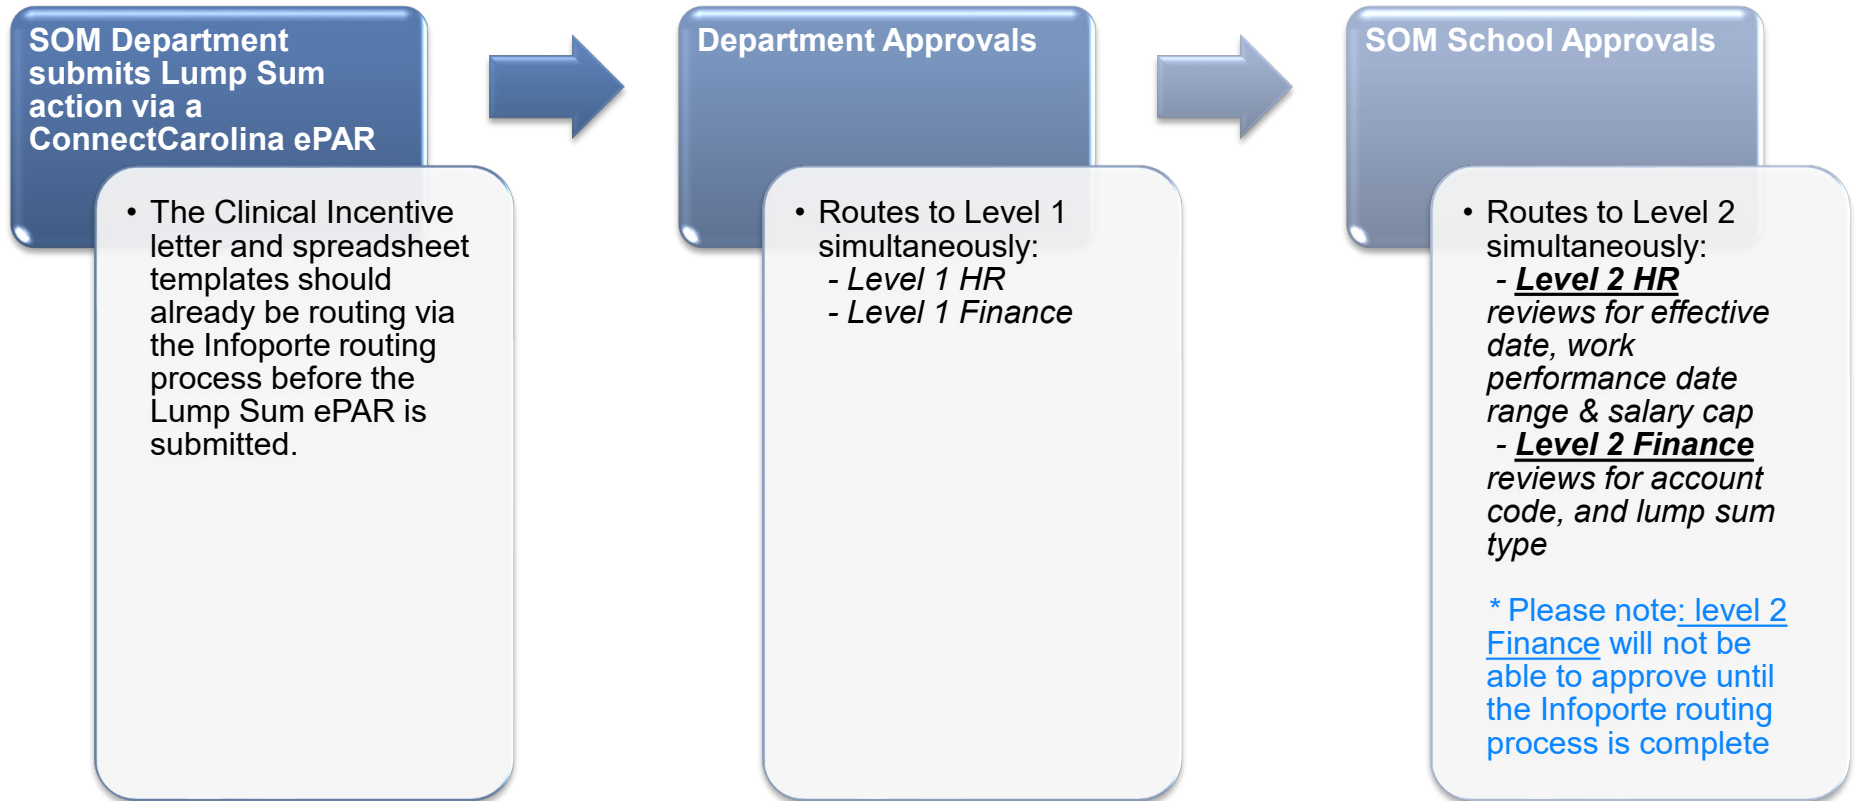 SOM Department
submits Lump Sum
action via a
ConnectCarolina ePAR
• The Clinical Incentive
letter and spreadsheet
templates should
already be routing via
the Infoporte routing
process before the
Lump Sum ePAR is
submitted.
Department Approvals
• Routes to Level 1
simultaneously:
- Level 1 HR
- Level 1 Finance
SOM School Approvals
• Routes to Level 2
simultaneously:
- Level 2 HR
reviews for effective
date, work
performance date
range & salary cap
- Level 2 Finance
reviews for account
code, and lump sum
type
* Please note: level 2
Finance will not be
able to approve until
the Infoporte routing
process is complete